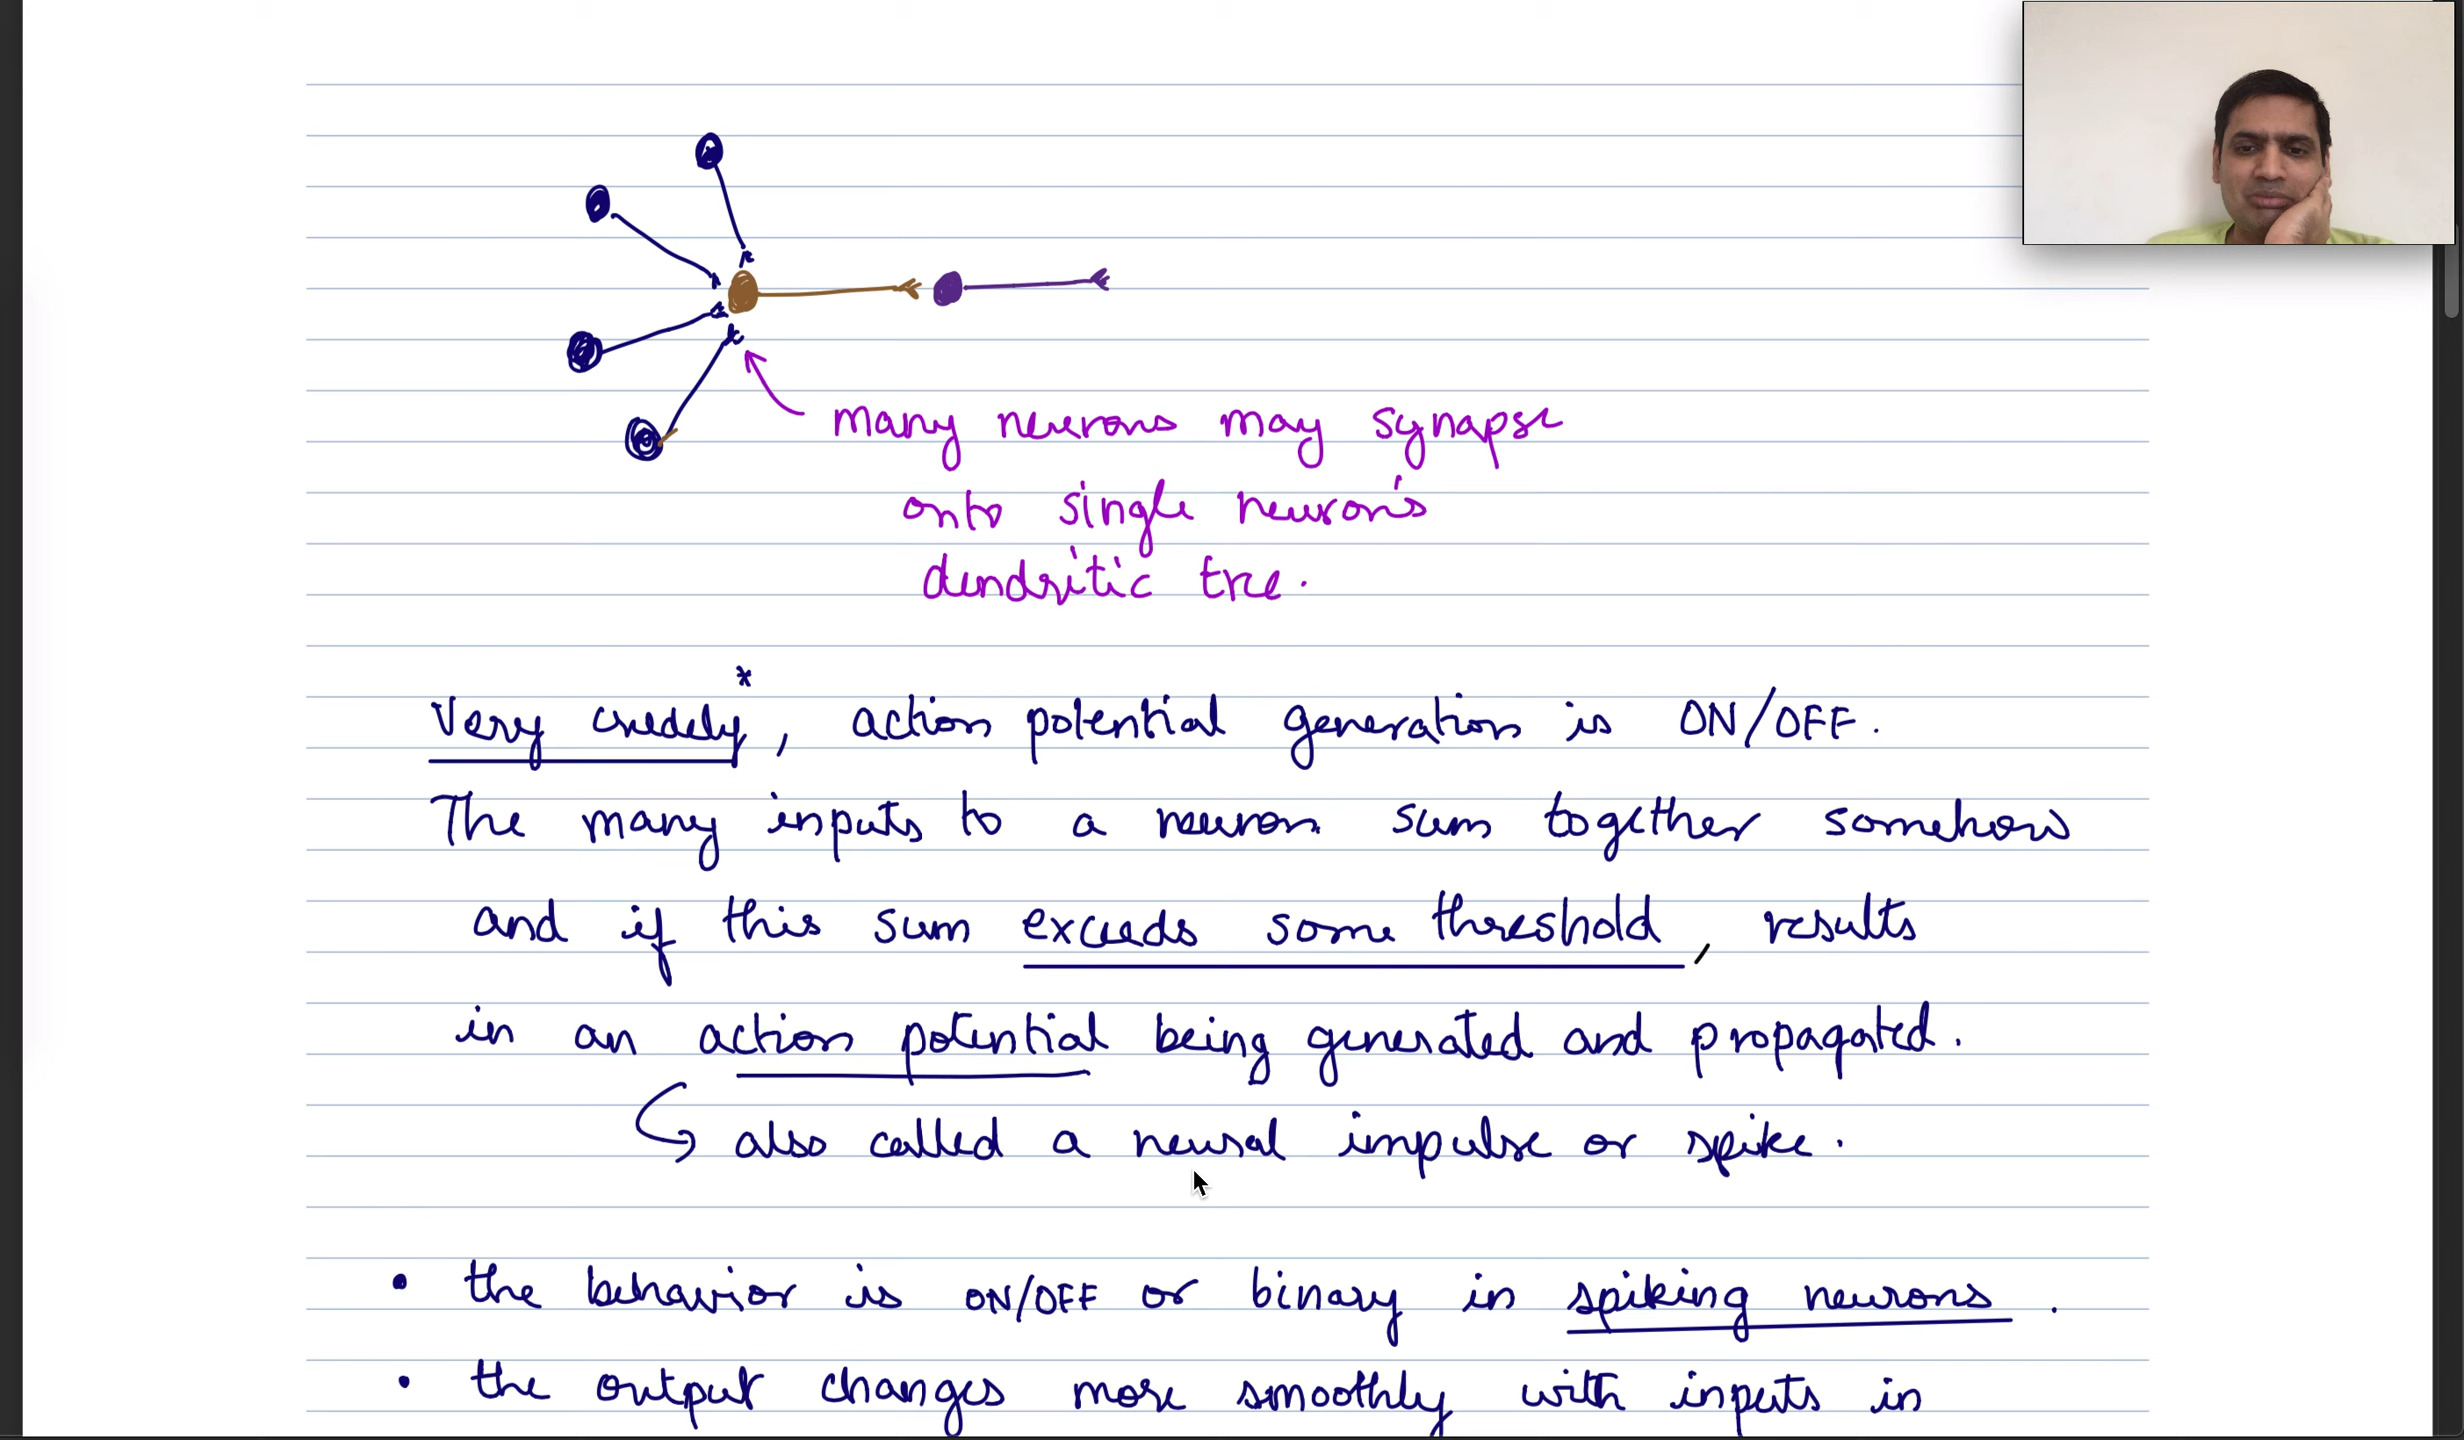 many neurons may synapse
onto single neuron's
dendritic tree.
Very crudely*, action potential generation is ON/OFF.
The many inputs to a neuron sum together somehow
and if this sum exceeds some threshold, results
in an action potential being generated and propagated.
also called a neural impulse or spike.
• the behavior is ON/OFF or binary in spiking neurons.
• the output changes more smoothly with inputs in